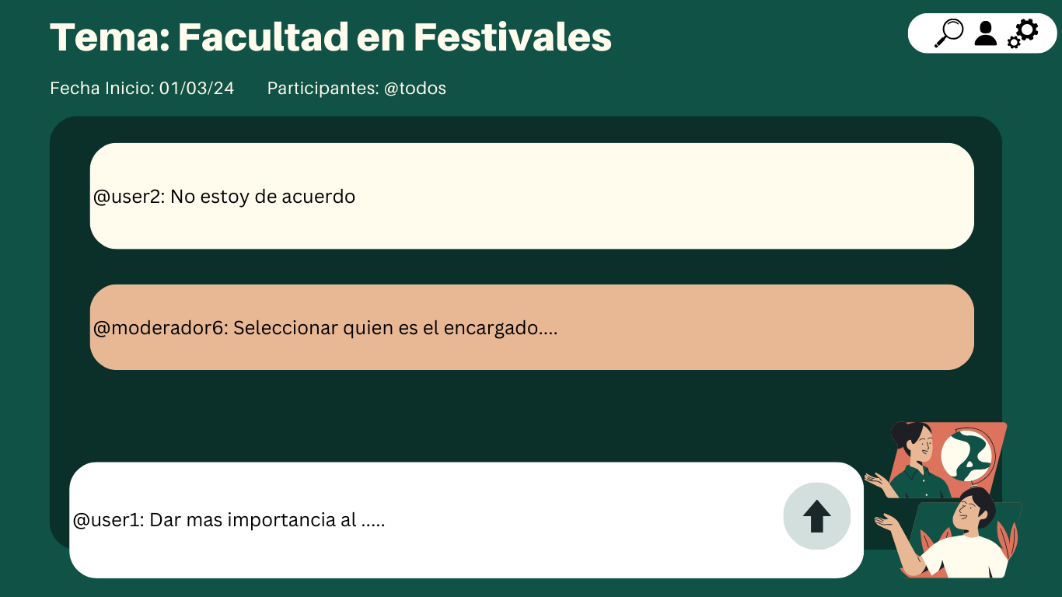 Tema: Facultad en Festivales
Fecha Inicio: 01/03/24 Participantes: @todos
@user2: No estoy de acuerdo
@moderador6: Seleccionar quien es el encargado....
@user1: Dar mas importancia al .....